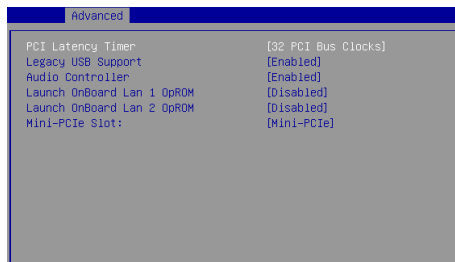 Advanced
PCI Latency Timer [32 PCI Bus Clocks]
Legacy USB Support [Enabled]
Audio Controller [Enabled]
Launch OnBoard Lan 1 OpROM [Disabled]
Launch OnBoard Lan 2 OpROM [Disabled]
Mini-PCIe Slot: [Mini-PCIe]